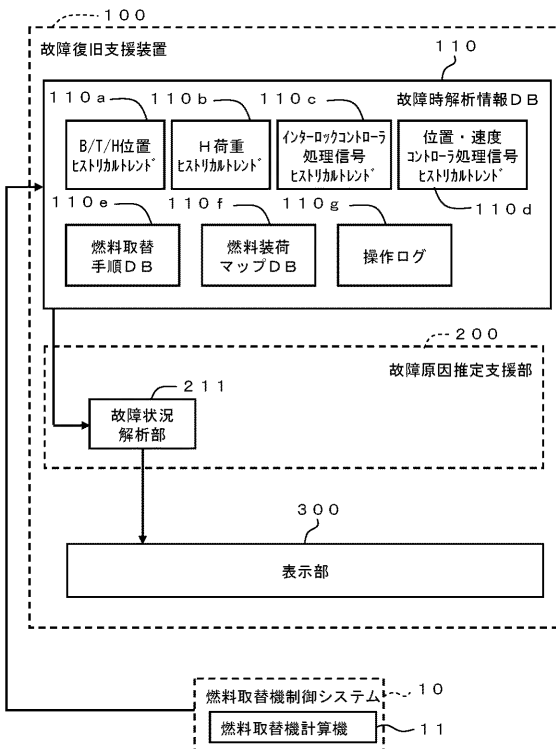 100
故障復旧支援装置
110
故障時解析情報DB
110a
110b
110c
B/T/H位置
ﾋｽﾄﾘｶﾙﾄﾚﾝﾄﾞ
H荷重
ﾋｽﾄﾘｶﾙﾄﾚﾝﾄﾞ
ｲﾝﾀｰﾛｯｸｺﾝﾄﾛｰﾗ
処理信号
ﾋｽﾄﾘｶﾙﾄﾚﾝﾄﾞ
位置・速度
ｺﾝﾄﾛｰﾗ処理信号
ﾋｽﾄﾘｶﾙﾄﾚﾝﾄﾞ
110d
110e
110f
110g
燃料取替
手順DB
燃料装荷
マップDB
操作ログ
200
故障原因推定支援部
211
故障状況
解析部
300
表示部
燃料取替機制御システム
10
燃料取替機計算機
11